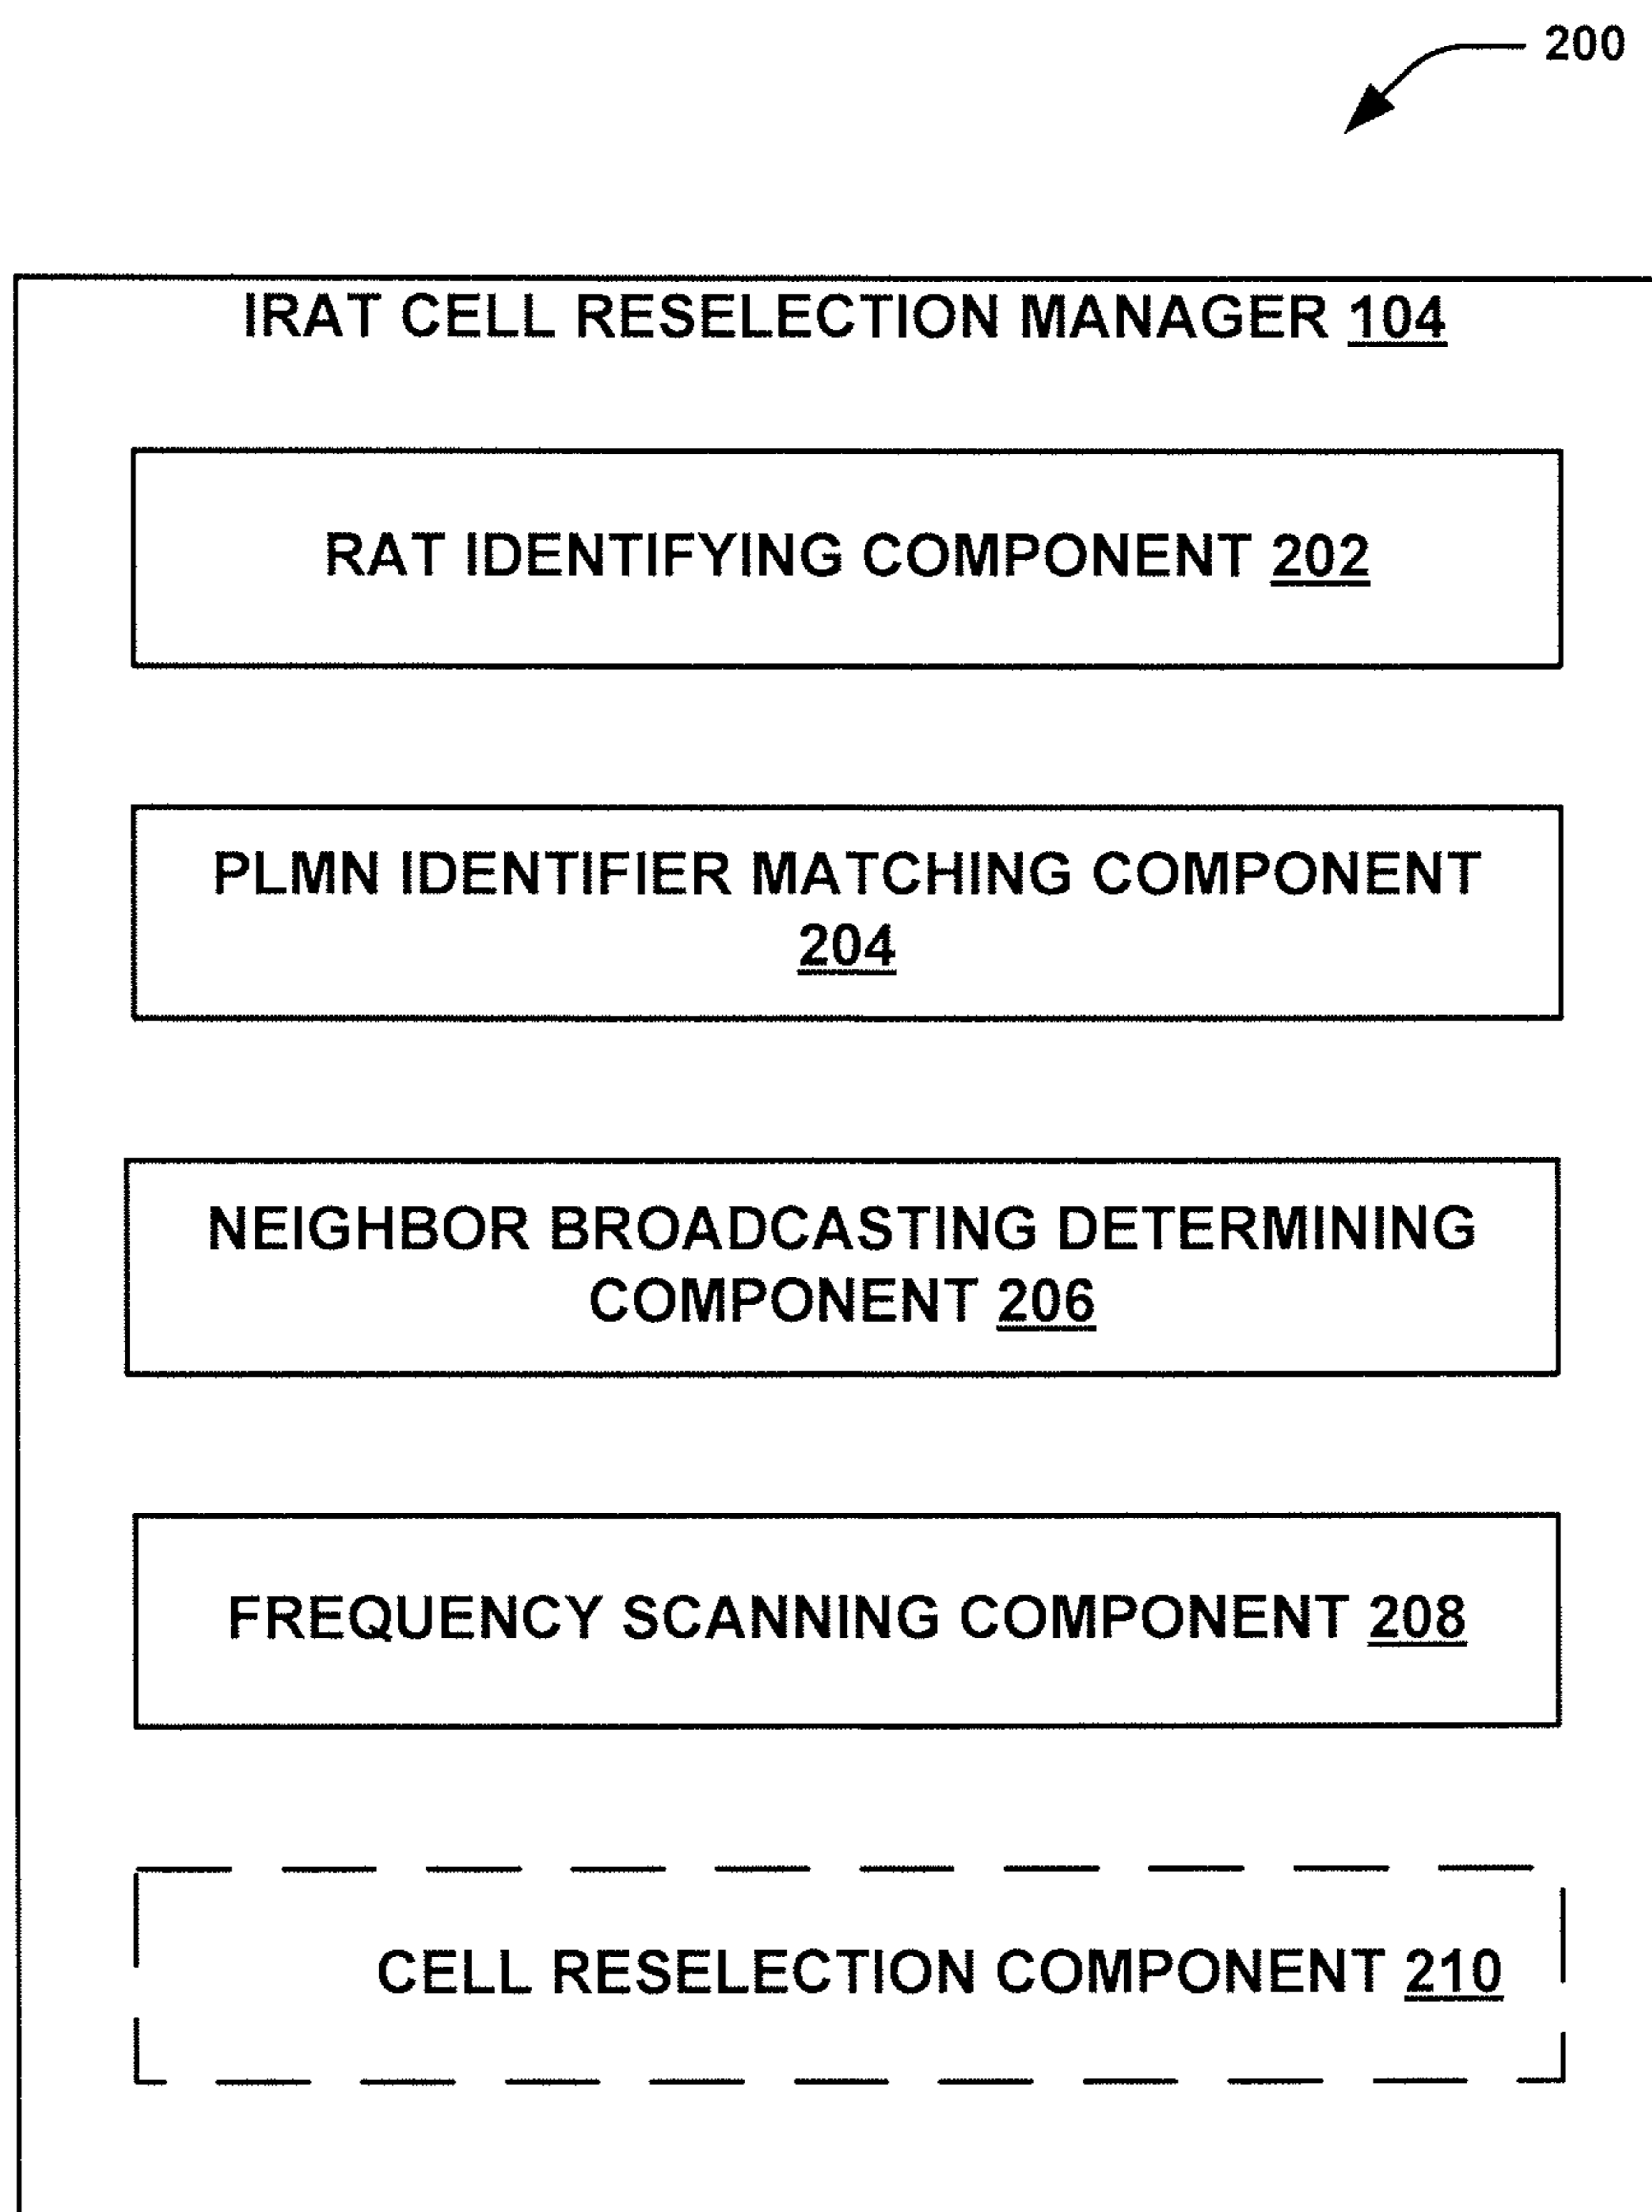 200
IRAT CELL RESELECTION MANAGER 104
RAT IDENTIFYING COMPONENT 202
PLMN IDENTIFIER MATCHING COMPONENT
204
NEIGHBOR BROADCASTING DETERMINING
COMPONENT 206
FREQUENCY SCANNING COMPONENT 208
CELL RESELECTION COMPONENT 210